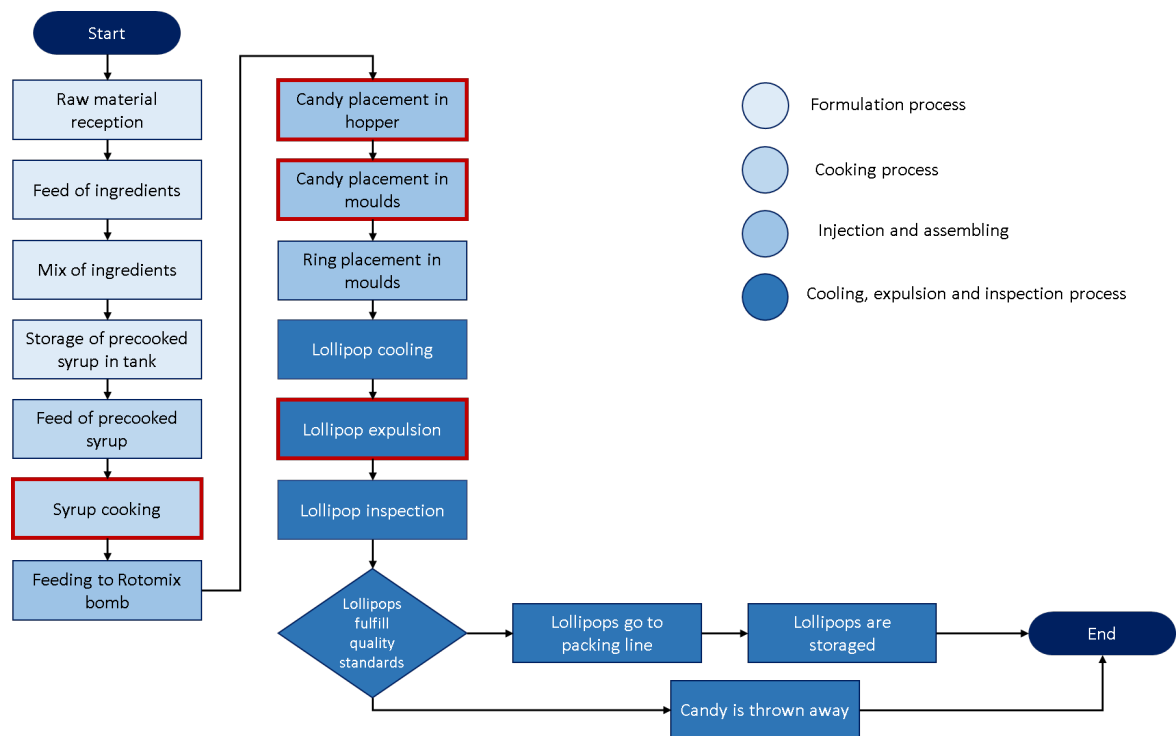 Start
Raw material
reception
Feed of ingredients
Mix of ingredients
Storage of precooked
syrup in tank
Feed of precooked
syrup
Syrup cooking
Feeding to Rotomix
bomb
Candy placement in
hopper
Candy placement in
moulds
Ring placement in
moulds
Lollipop cooling
Lollipop expulsion
Lollipop inspection
Lollipops
fulfill
quality
standards
Lollipops go to
packing line
Lollipops are
storaged
End
Candy is thrown away
Formulation process
Cooking process
Injection and assembling
Cooling, expulsion and inspection process